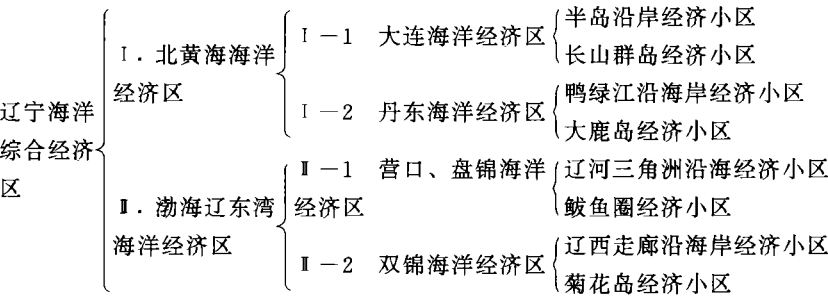 辽宁海洋
综合经济
区
Ⅰ．北黄海海洋
经济区
Ⅰ－1 大连海洋经济区
半岛沿岸经济小区
长山群岛经济小区
Ⅰ－2 丹东海洋经济区
鸭绿江沿海岸经济小区
大鹿岛经济小区
Ⅱ．渤海辽东湾
海洋经济区
Ⅱ－1 营口、盘锦海洋
经济区
辽河三角洲沿海经济小区
鲅鱼圈经济小区
Ⅱ－2 双锦海洋经济区
辽西走廊沿海岸经济小区
菊花岛经济小区